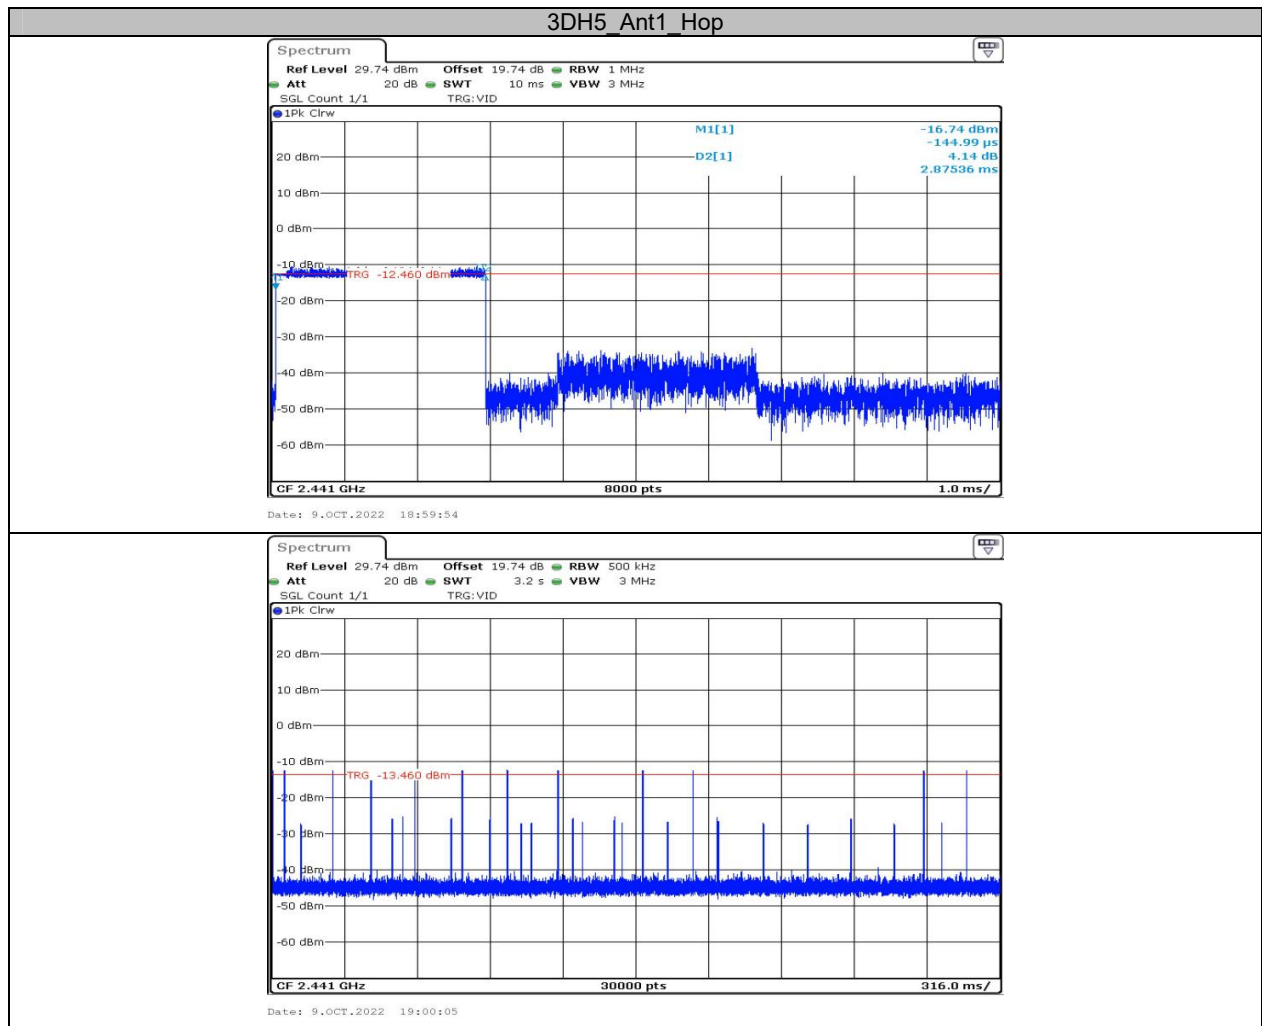 3DH5_Ant1_Hop
Spectrum
Ref Level 29.74 dBm Offset 19.74 dB RBW 1 MHz
Att 20 dB SWT 10 ms VBW 3 MHz
SGL Count 1/1 TRG:VID
1Pk Clrw
M1[1] -16.74 dBm
-144.99 µs
20 dBm D2[1] 4.14 dB
2.87536 ms
10 dBm
0 dBm
-10 dBm
TRG -12.460 dBm
-20 dBm
-30 dBm
-40 dBm
-50 dBm
-60 dBm
CF 2.441 GHz 8000 pts 1.0 ms/
Date: 9.OCT.2022 18:59:54
Spectrum
Ref Level 29.74 dBm Offset 19.74 dB RBW 500 kHz
Att 20 dB SWT 3.2 s VBW 3 MHz
SGL Count 1/1 TRG:VID
1Pk Clrw
20 dBm
10 dBm
0 dBm
-10 dBm
TRG -13.460 dBm
-20 dBm
-30 dBm
-40 dBm
-50 dBm
-60 dBm
CF 2.441 GHz 30000 pts 316.0 ms/
Date: 9.OCT.2022 19:00:05